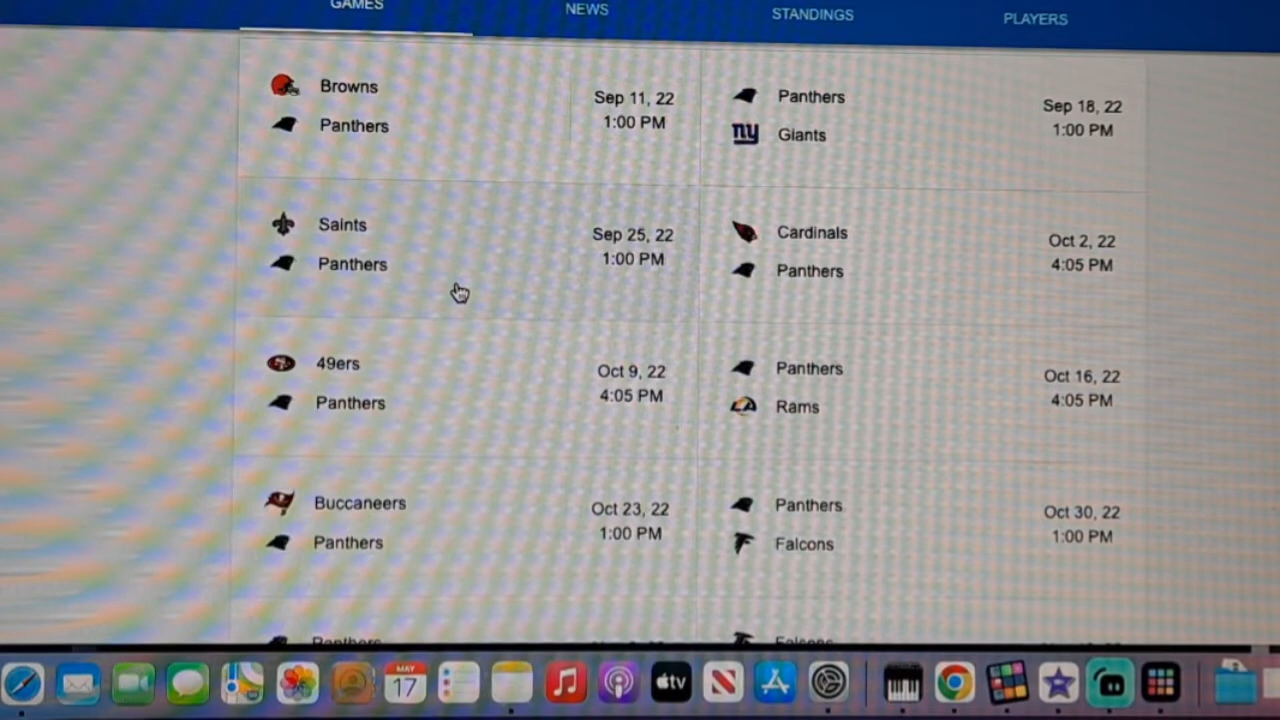 GAMES
NEWS
STANDINGS
PLAYERS
Browns
Panthers
Sep 11, 22
1:00 PM
Panthers
Giants
Sep 18, 22
1:00 PM
Saints
Panthers
Sep 25, 22
1:00 PM
Cardinals
Panthers
Oct 2, 22
4:05 PM
49ers
Panthers
Oct 9, 22
4:05 PM
Panthers
Rams
Oct 16, 22
4:05 PM
Buccaneers
Panthers
Oct 23, 22
1:00 PM
Panthers
Falcons
Oct 30, 22
1:00 PM
Panthers
Falcons
MAY
17
tv